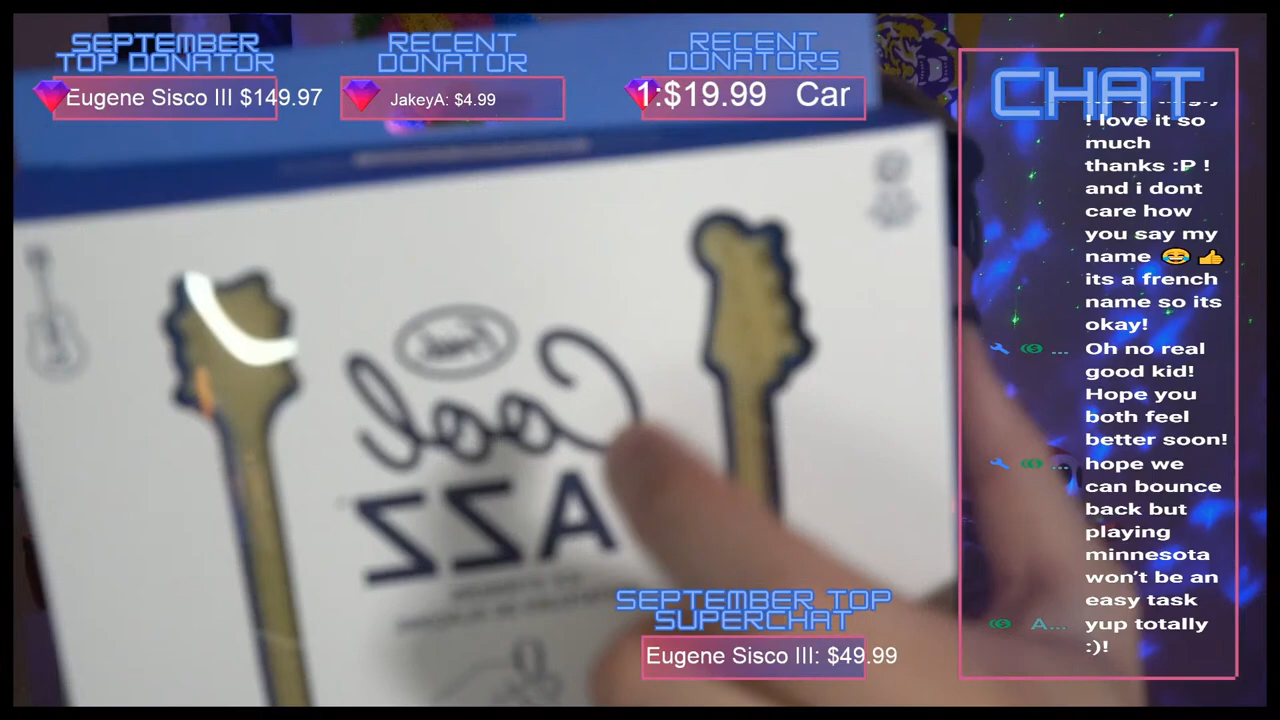 SEPTEMBER
TOP DONATOR
Eugene Sisco III $149.97
RECENT
DONATOR
JakeyA: $4.99
RECENT
DONATORS
1:$19.99 Car
Cool
AZZ
SEPTEMBER TOP
SUPERCHAT
Eugene Sisco III: $49.99
CHAT
! love it so
much
thanks :P !
and i dont
care how
you say my
name 😂 👍
its a french
name so its
okay!
... Oh no real
good kid!
Hope you
both feel
better soon!
... hope we
can bounce
back but
playing
minnesota
won't be an
easy task
A... yup totally
:)!